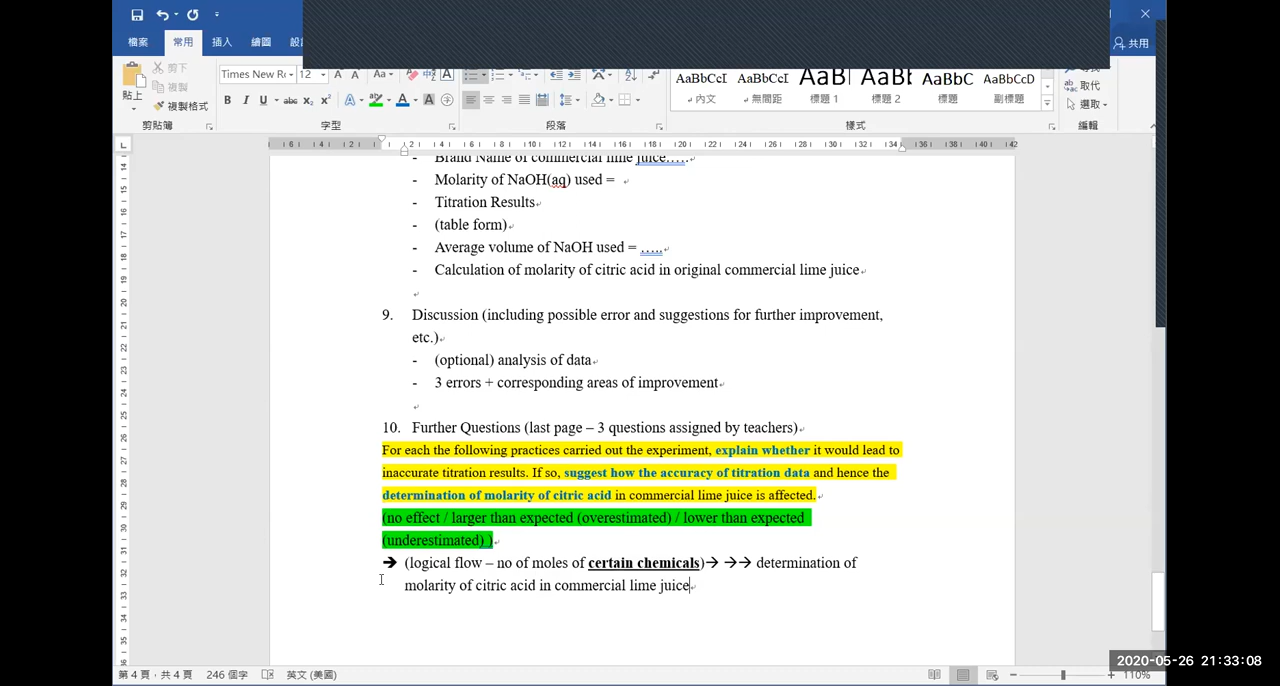 檔案 常用 插入 繪圖
共用
貼上
剪下
複製
複製格式
Times New R 12
AaBbCcI AaBbCcI AaB AaBb AaBbC AaBbCcD
內文 無間距 標題 1 標題 2 標題 副標題
取代
選取
剪貼簿 字型 段落 樣式 編輯
Brand Name of commercial lime juice…..
- Molarity of NaOH(aq) used =
- Titration Results
- (table form)
- Average volume of NaOH used = …..
- Calculation of molarity of citric acid in original commercial lime juice
9. Discussion (including possible error and suggestions for further improvement,
etc.)
- (optional) analysis of data
- 3 errors + corresponding areas of improvement
10. Further Questions (last page – 3 questions assigned by teachers)
For each the following practices carried out the experiment, explain whether it would lead to
inaccurate titration results. If so, suggest how the accuracy of titration data and hence the
determination of molarity of citric acid in commercial lime juice is affected.
(no effect / larger than expected (overestimated) / lower than expected
(underestimated) )
➔ (logical flow – no of moles of certain chemicals)→ →→ determination of
molarity of citric acid in commercial lime juice
2020-05-26 21:33:08
第 4 頁，共 4 頁 246 個字 英文 (美國) 110%